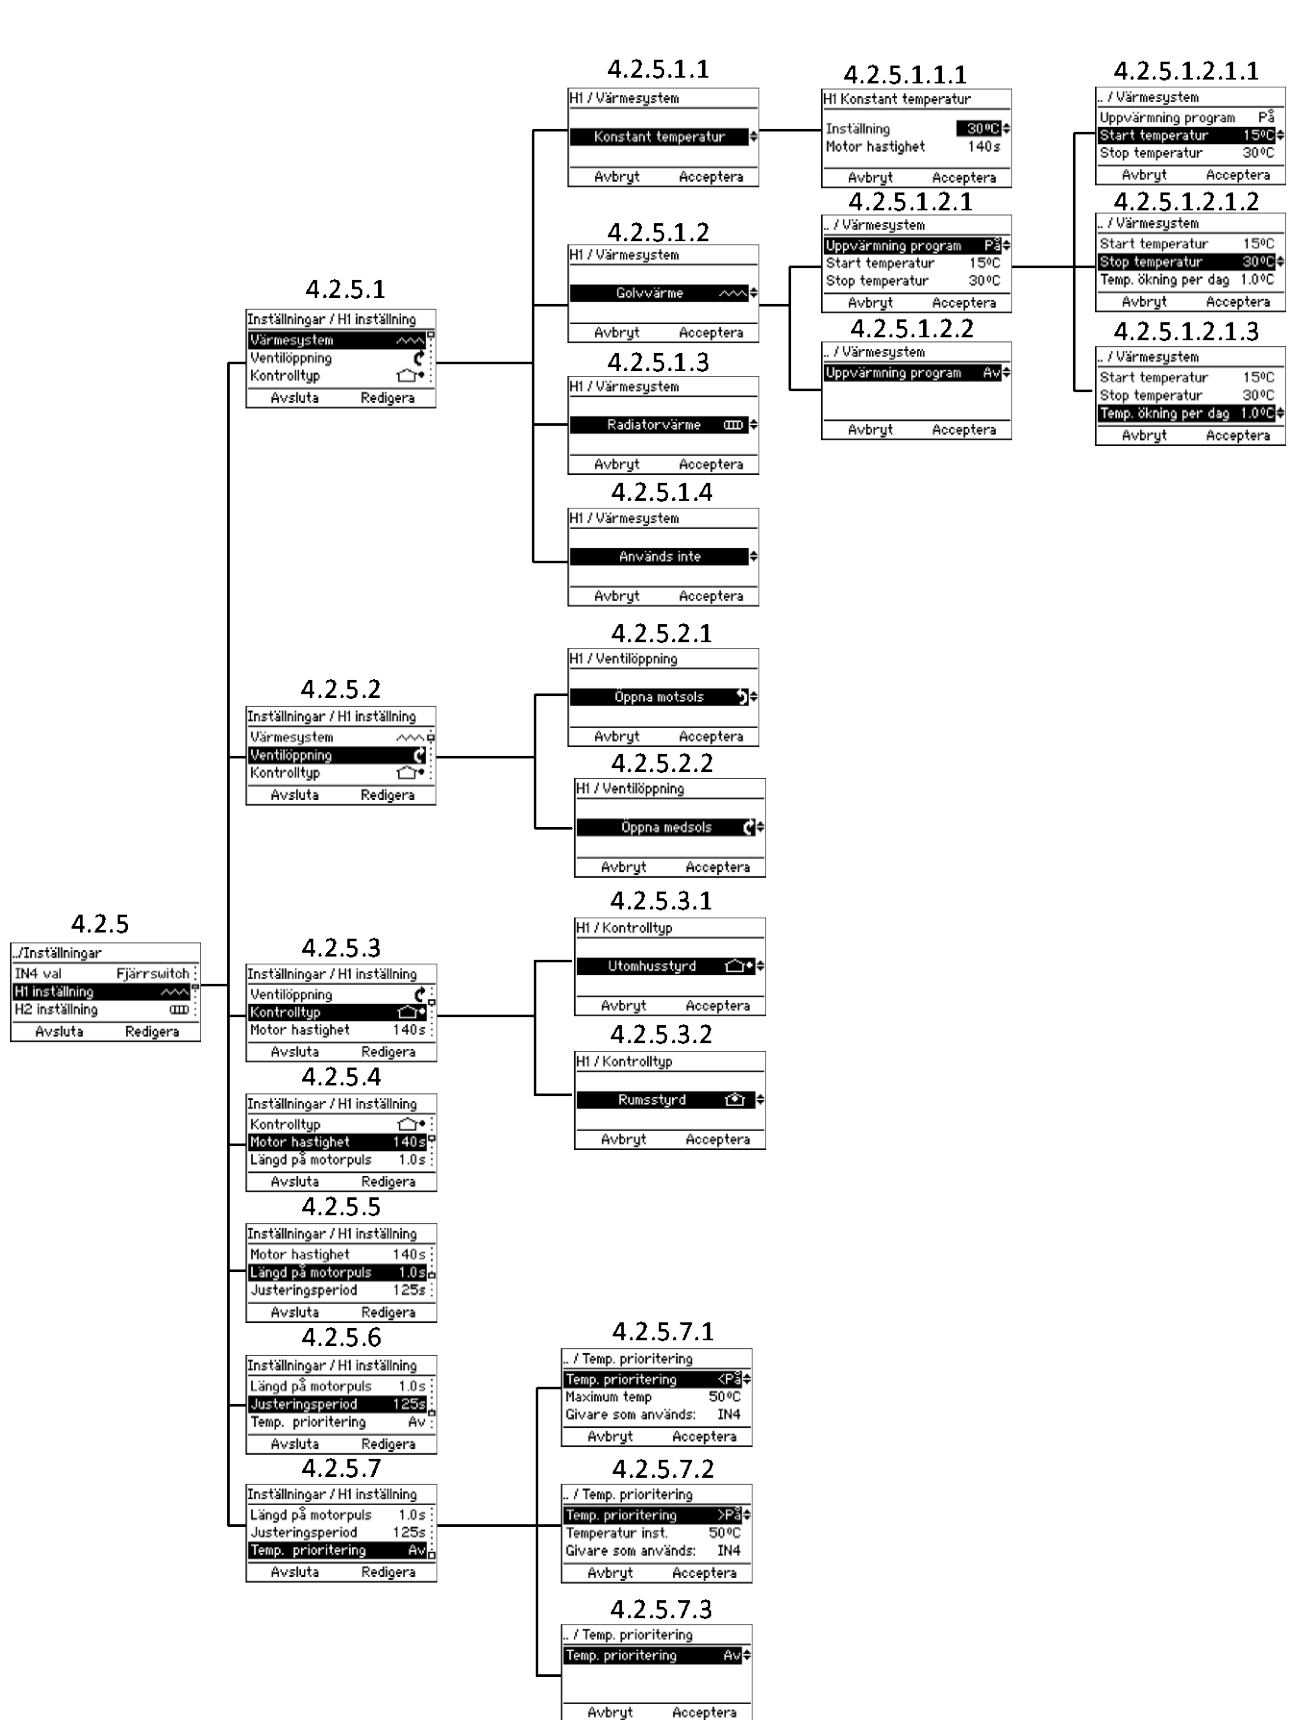 4.2.5
../Inställningar
IN4 val Fjärrswitch
H1 inställning
H2 inställning
Avsluta Redigera
4.2.5.1
Inställningar / H1 inställning
Värmesystem
Ventilöppning
Kontrolltyp
Avsluta Redigera
4.2.5.1.1
H1 / Värmesystem
Konstant temperatur
Avbryt Acceptera
4.2.5.1.1.1
H1 Konstant temperatur
Inställning 30ºC
Motor hastighet 140s
Avbryt Acceptera
4.2.5.1.2
H1 / Värmesystem
Golvvärme
Avbryt Acceptera
4.2.5.1.2.1
.. / Värmesystem
Uppvärmning program På
Start temperatur 15ºC
Stop temperatur 30ºC
Avbryt Acceptera
4.2.5.1.2.1.1
.. / Värmesystem
Uppvärmning program På
Start temperatur 15ºC
Stop temperatur 30ºC
Avbryt Acceptera
4.2.5.1.2.1.2
.. / Värmesystem
Start temperatur 15ºC
Stop temperatur 30ºC
Temp. ökning per dag 1.0ºC
Avbryt Acceptera
4.2.5.1.2.1.3
.. / Värmesystem
Start temperatur 15ºC
Stop temperatur 30ºC
Temp. ökning per dag 1.0ºC
Avbryt Acceptera
4.2.5.1.2.2
.. / Värmesystem
Uppvärmning program Av
Avbryt Acceptera
4.2.5.1.3
H1 / Värmesystem
Radiatorvärme
Avbryt Acceptera
4.2.5.1.4
H1 / Värmesystem
Används inte
Avbryt Acceptera
4.2.5.2
Inställningar / H1 inställning
Värmesystem
Ventilöppning
Kontrolltyp
Avsluta Redigera
4.2.5.2.1
H1 / Ventilöppning
Öppna motsols
Avbryt Acceptera
4.2.5.2.2
H1 / Ventilöppning
Öppna medsols
Avbryt Acceptera
4.2.5.3
Inställningar / H1 inställning
Ventilöppning
Kontrolltyp
Motor hastighet 140s
Avsluta Redigera
4.2.5.3.1
H1 / Kontrolltyp
Utomhusstyrd
Avbryt Acceptera
4.2.5.3.2
H1 / Kontrolltyp
Rumsstyrd
Avbryt Acceptera
4.2.5.4
Inställningar / H1 inställning
Kontrolltyp
Motor hastighet 140s
Längd på motorpuls 1.0s
Avsluta Redigera
4.2.5.5
Inställningar / H1 inställning
Motor hastighet 140s
Längd på motorpuls 1.0s
Justeringsperiod 125s
Avsluta Redigera
4.2.5.6
Inställningar / H1 inställning
Längd på motorpuls 1.0s
Justeringsperiod 125s
Temp. prioritering Av
Avsluta Redigera
4.2.5.7
Inställningar / H1 inställning
Längd på motorpuls 1.0s
Justeringsperiod 125s
Temp. prioritering Av
Avsluta Redigera
4.2.5.7.1
.. / Temp. prioritering
Temp. prioritering <På
Maximum temp 50ºC
Givare som används: IN4
Avbryt Acceptera
4.2.5.7.2
.. / Temp. prioritering
Temp. prioritering >På
Temperatur inst. 50ºC
Givare som används: IN4
Avbryt Acceptera
4.2.5.7.3
.. / Temp. prioritering
Temp. prioritering Av
Avbryt Acceptera